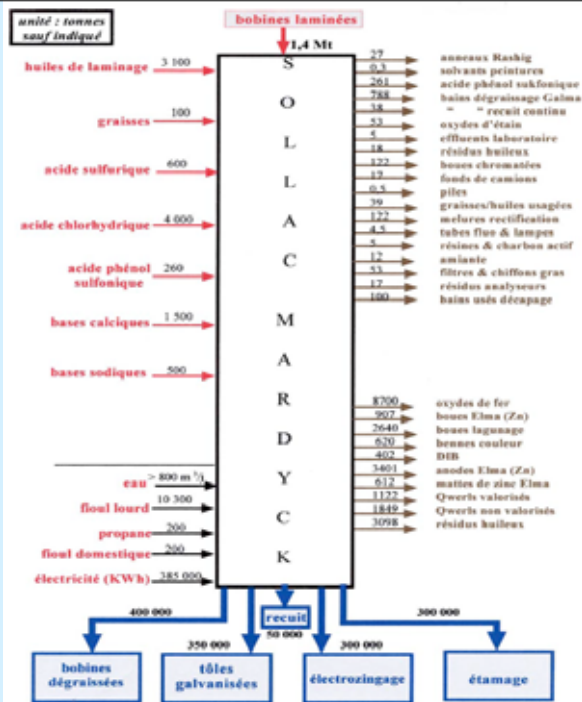 unité : tonnes
sauf indiqué
bobines laminées
1,4 Mt
huiles de laminage 3 100
graisses 100
acide sulfurique 600
acide chlorhydrique 4 000
acide phénol 260
sulfonique
bases calciques 1 500
bases sodiques 500
eau > 800 m³/j
fioul lourd 10 300
propane 200
fioul domestique 200
électricité (KWh) 385 000
SOLLAC MARDYCK
27 anneaux Rashig
0,3 solvants peintures
261 acide phénol sukfonique
788 bains dégraissage Galma
38 " " recuit continu
53 oxydes d'étain
5 effluents laboratoire
18 résidus huileux
122 boues chromatées
17 fonds de camions
0,5 piles
39 graisses/huiles usagées
122 melures rectification
4,5 tubes fluo & lampes
5 résines & charbon actif
12 amiante
53 filtres & chiffons gras
17 résidus analyseurs
100 bains usés décapage
8700 oxydes de fer
907 boues Elma (Zn)
2640 boues lagunage
620 bennes couleur
402 DIB
3401 anodes Elma (Zn)
612 mattes de zinc Elma
1122 Qwerls valorisés
1849 Qwerls non valorisés
3098 résidus huileux
400 000
recuit
50 000
300 000
350 000
300 000
bobines
dégraissées
tôles
galvanisées
électrozingage
étamage